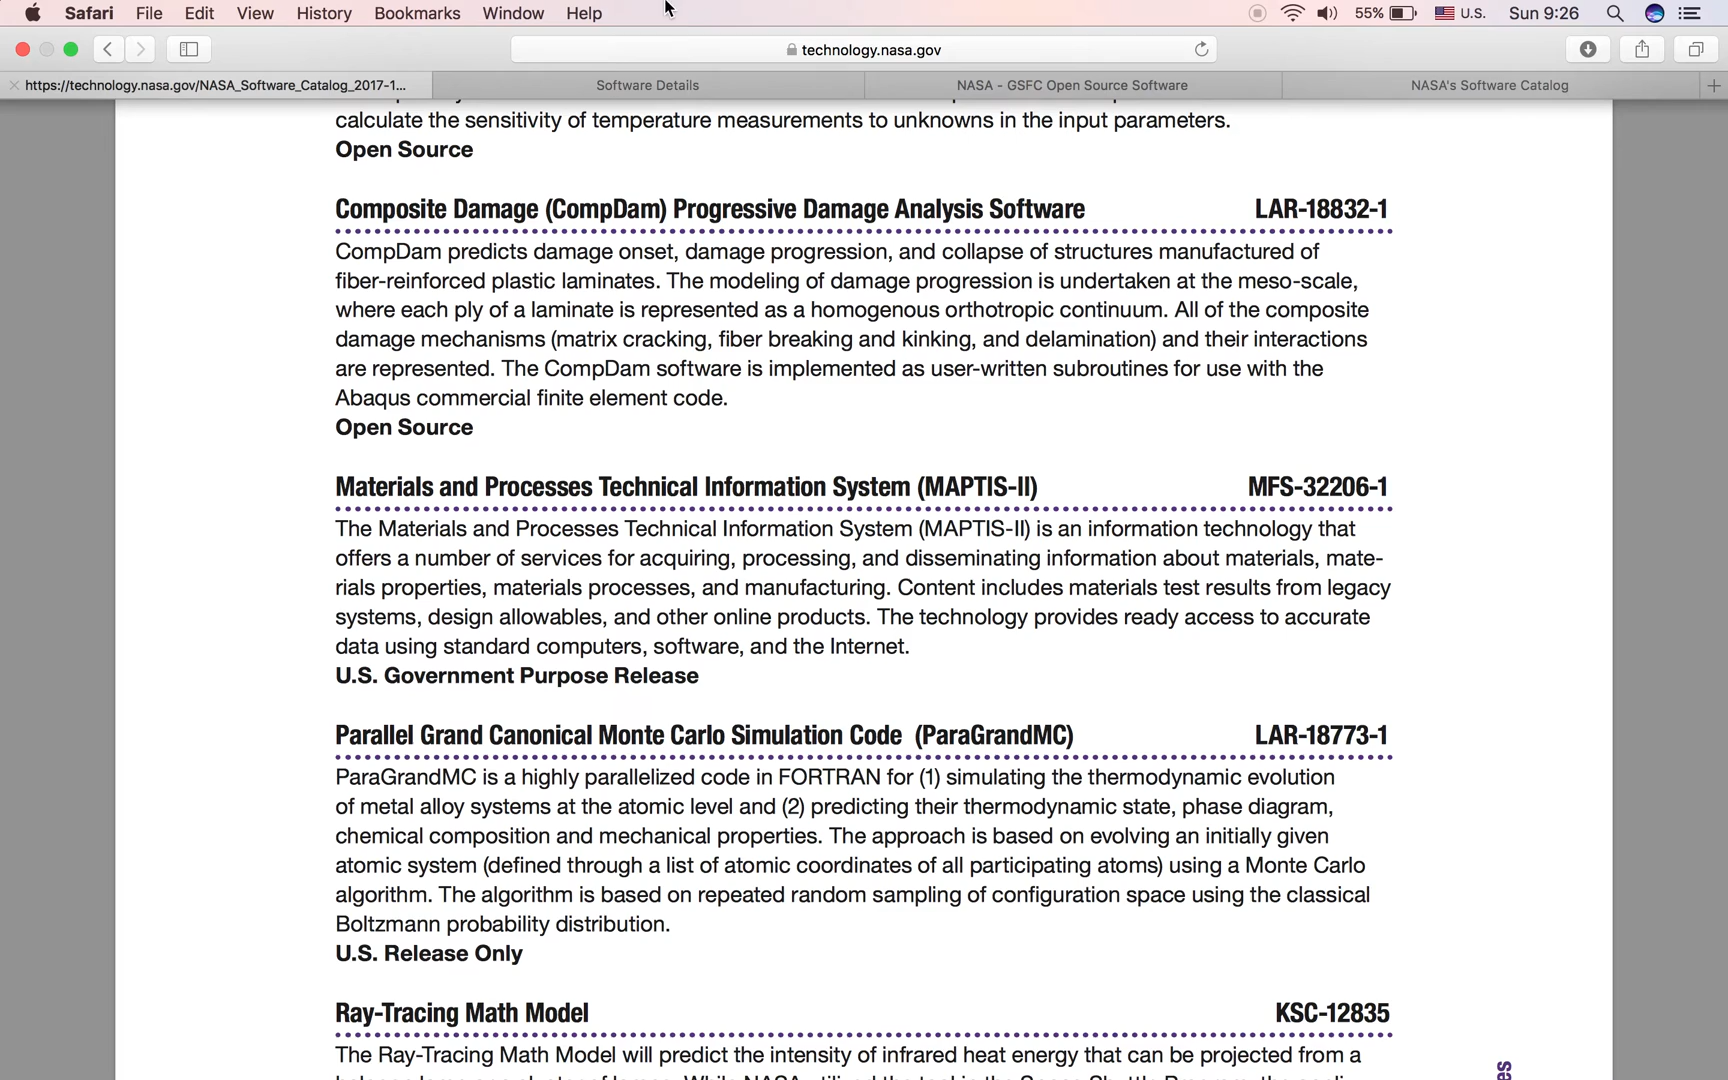 Safari File Edit View History Bookmarks Window Help 55% U.S. Sun 9:26
technology.nasa.gov
https://technology.nasa.gov/NASA_Software_Catalog_2017-1... Software Details NASA - GSFC Open Source Software NASA's Software Catalog
calculate the sensitivity of temperature measurements to unknowns in the input parameters.
Open Source
Composite Damage (CompDam) Progressive Damage Analysis Software LAR-18832-1
CompDam predicts damage onset, damage progression, and collapse of structures manufactured of
fiber-reinforced plastic laminates. The modeling of damage progression is undertaken at the meso-scale,
where each ply of a laminate is represented as a homogenous orthotropic continuum. All of the composite
damage mechanisms (matrix cracking, fiber breaking and kinking, and delamination) and their interactions
are represented. The CompDam software is implemented as user-written subroutines for use with the
Abaqus commercial finite element code.
Open Source
Materials and Processes Technical Information System (MAPTIS-II) MFS-32206-1
The Materials and Processes Technical Information System (MAPTIS-II) is an information technology that
offers a number of services for acquiring, processing, and disseminating information about materials, mate-
rials properties, materials processes, and manufacturing. Content includes materials test results from legacy
systems, design allowables, and other online products. The technology provides ready access to accurate
data using standard computers, software, and the Internet.
U.S. Government Purpose Release
Parallel Grand Canonical Monte Carlo Simulation Code (ParaGrandMC) LAR-18773-1
ParaGrandMC is a highly parallelized code in FORTRAN for (1) simulating the thermodynamic evolution
of metal alloy systems at the atomic level and (2) predicting their thermodynamic state, phase diagram,
chemical composition and mechanical properties. The approach is based on evolving an initially given
atomic system (defined through a list of atomic coordinates of all participating atoms) using a Monte Carlo
algorithm. The algorithm is based on repeated random sampling of configuration space using the classical
Boltzmann probability distribution.
U.S. Release Only
Ray-Tracing Math Model KSC-12835
The Ray-Tracing Math Model will predict the intensity of infrared heat energy that can be projected from a